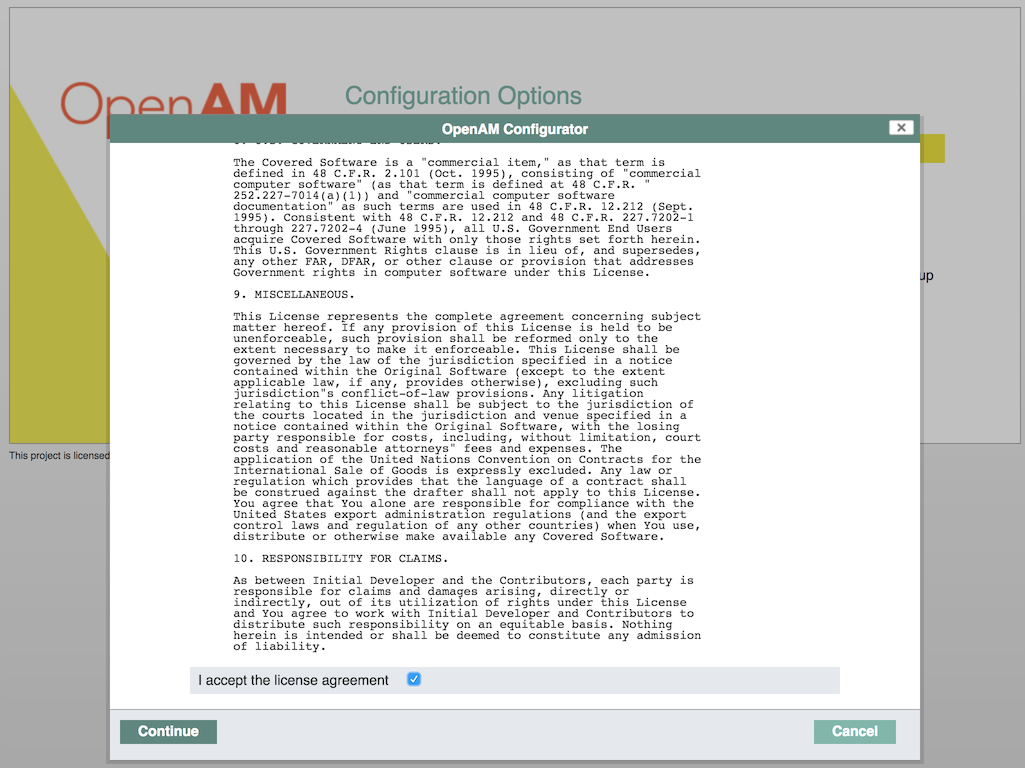 OpenAM
Configuration Options
OpenAM Configurator
The Covered Software is a "commercial item," as that term is
defined in 48 C.F.R. 2.101 (Oct. 1995), consisting of "commercial
computer software" (as that term is defined at 48 C.F.R. "
252.227-7014(a)(1)) and "commercial computer software
documentation" as such terms are used in 48 C.F.R. 12.212 (Sept.
1995). Consistent with 48 C.F.R. 12.212 and 48 C.F.R. 227.7202-1
through 227.7202-4 (June 1995), all U.S. Government End Users
acquire Covered Software with only those rights set forth herein.
This U.S. Government Rights clause is in lieu of, and supersedes,
any other FAR, DFAR, or other clause or provision that addresses
Government rights in computer software under this License.
9. MISCELLANEOUS.
This License represents the complete agreement concerning subject
matter hereof. If any provision of this License is held to be
unenforceable, such provision shall be reformed only to the
extent necessary to make it enforceable. This License shall be
governed by the law of the jurisdiction specified in a notice
contained within the Original Software (except to the extent
applicable law, if any, provides otherwise), excluding such
jurisdiction"s conflict-of-law provisions. Any litigation
relating to this License shall be subject to the jurisdiction of
the courts located in the jurisdiction and venue specified in a
notice contained within the Original Software, with the losing
party responsible for costs, including, without limitation, court
costs and reasonable attorneys" fees and expenses. The
application of the United Nations Convention on Contracts for the
International Sale of Goods is expressly excluded. Any law or
regulation which provides that the language of a contract shall
be construed against the drafter shall not apply to this License.
You agree that You alone are responsible for compliance with the
United States export administration regulations (and the export
control laws and regulation of any other countries) when You use,
distribute or otherwise make available any Covered Software.
10. RESPONSIBILITY FOR CLAIMS.
As between Initial Developer and the Contributors, each party is
responsible for claims and damages arising, directly or
indirectly, out of its utilization of rights under this License
and You agree to work with Initial Developer and Contributors to
distribute such responsibility on an equitable basis. Nothing
herein is intended or shall be deemed to constitute any admission
of liability.
I accept the license agreement
Continue
Cancel
up
This project is licensed